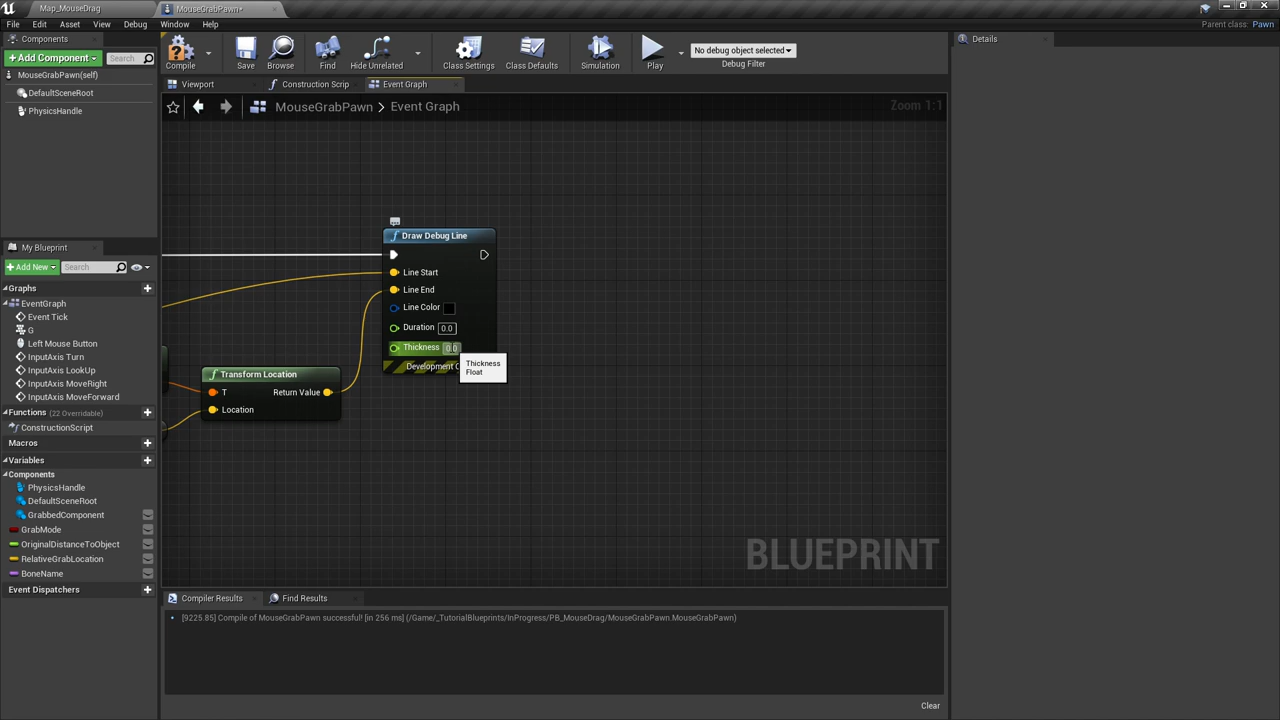 Map_MouseDrag
MouseGrabPawn*
File Edit Asset View Debug Window Help
Parent class: Pawn
Components
+Add Component
Search
MouseGrabPawn(self)
DefaultSceneRoot
PhysicsHandle
Compile
Save
Browse
Find
Hide Unrelated
Class Settings
Class Defaults
Simulation
Play
No debug object selected
Debug Filter
Details
Viewport
Construction Scrip
Event Graph
MouseGrabPawn > Event Graph
Zoom 1:1
Draw Debug Line
Line Start
Line End
Line Color
Duration 0.0
Thickness 0.0
Development
Thickness
Float
Transform Location
T Return Value
Location
BLUEPRINT
My Blueprint
+Add New
Search
Graphs
EventGraph
Event Tick
G
Left Mouse Button
InputAxis Turn
InputAxis LookUp
InputAxis MoveRight
InputAxis MoveForward
Functions (22 Overridable)
ConstructionScript
Macros
Variables
Components
PhysicsHandle
DefaultSceneRoot
GrabbedComponent
GrabMode
OriginalDistanceToObject
RelativeGrabLocation
BoneName
Event Dispatchers
Compiler Results
Find Results
[9225.85] Compile of MouseGrabPawn successful! [in 256 ms] (/Game/_TutorialBlueprints/InProgress/PB_MouseDrag/MouseGrabPawn.MouseGrabPawn)
Clear